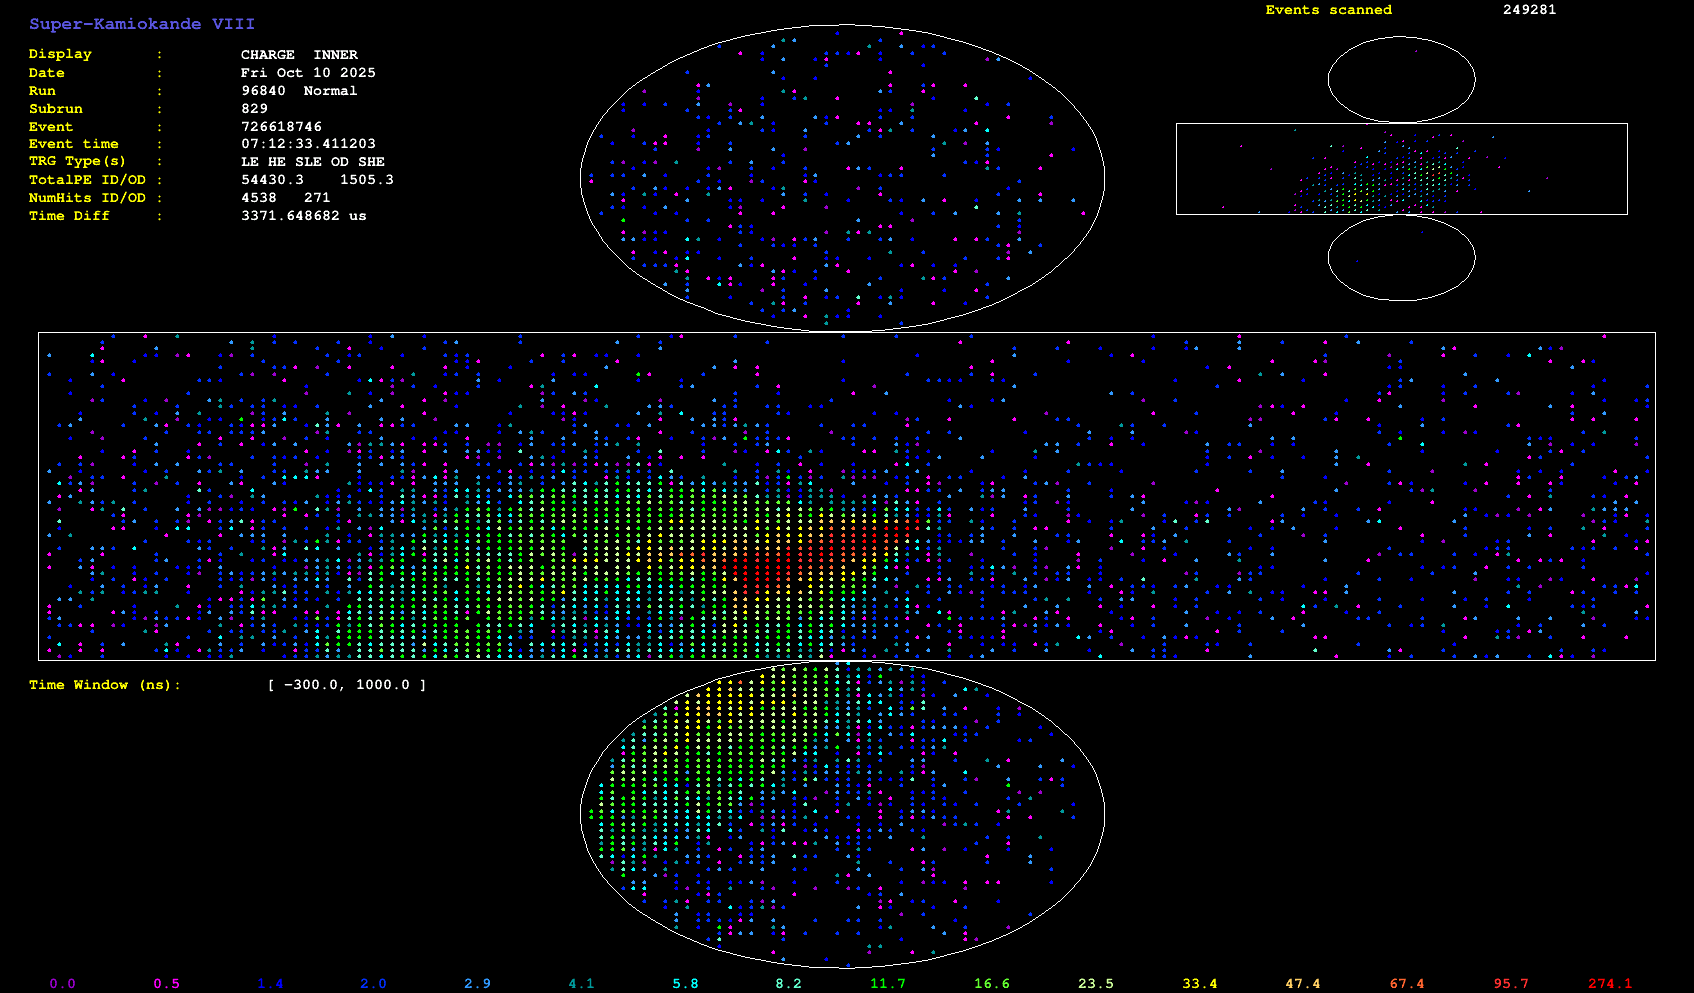 Super-Kamiokande VIII
Events scanned 249281
Display : CHARGE INNER
Date : Fri Oct 10 2025
Run : 96840 Normal
Subrun : 829
Event : 726618746
Event time : 07:12:33.411203
TRG Type(s) : LE HE SLE OD SHE
TotalPE ID/OD : 54430.3 1505.3
NumHits ID/OD : 4538 271
Time Diff : 3371.648682 us
Time Window (ns): [ -300.0, 1000.0 ]
0.0 0.5 1.4 2.0 2.9 4.1 5.8 8.2 11.7 16.6 23.5 33.4 47.4 67.4 95.7 274.1